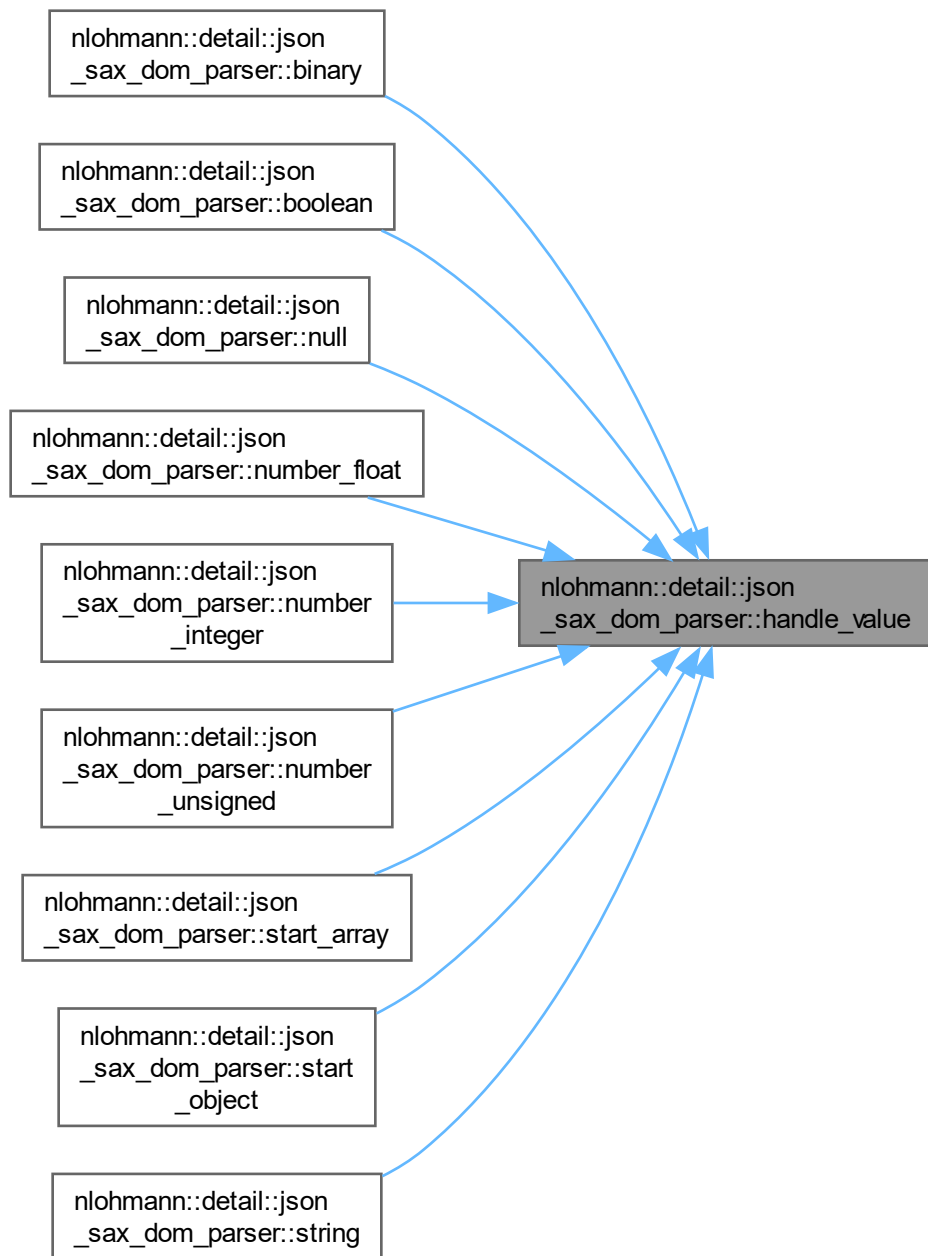 nlohmann::detail::json
_sax_dom_parser::binary
nlohmann::detail::json
_sax_dom_parser::boolean
nlohmann::detail::json
_sax_dom_parser::null
nlohmann::detail::json
_sax_dom_parser::number_float
nlohmann::detail::json
_sax_dom_parser::number
_integer
nlohmann::detail::json
_sax_dom_parser::handle_value
nlohmann::detail::json
_sax_dom_parser::number
_unsigned
nlohmann::detail::json
_sax_dom_parser::start_array
nlohmann::detail::json
_sax_dom_parser::start
_object
nlohmann::detail::json
_sax_dom_parser::string